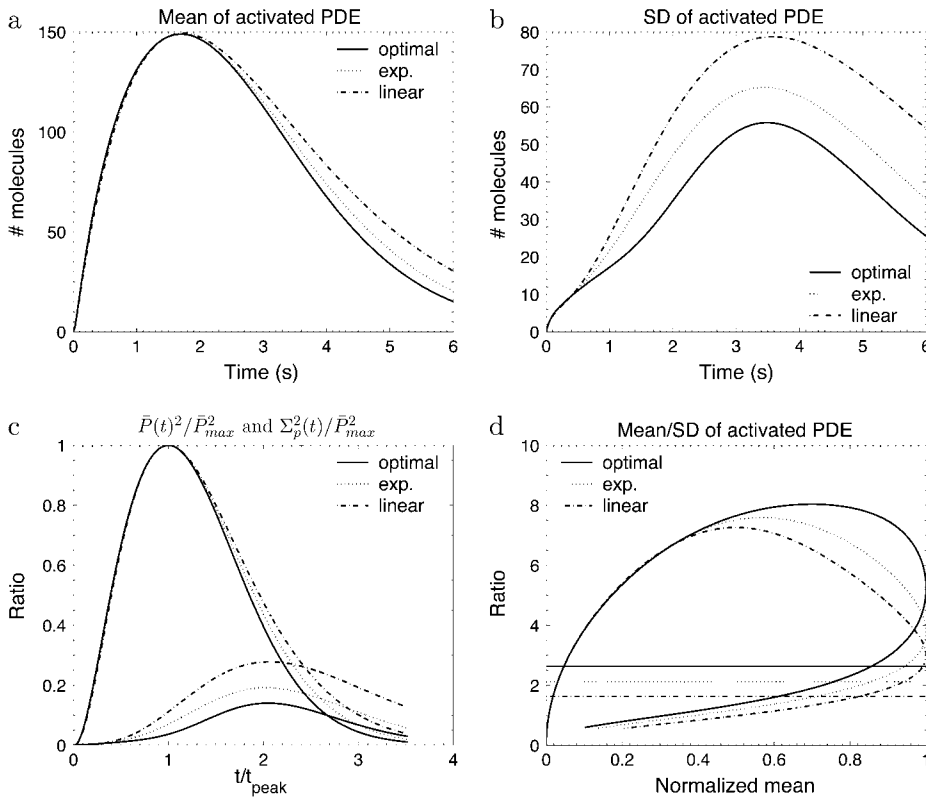 a
Mean of activated PDE
150
100
50
0
# molecules
optimal
exp.
linear
0 1 2 3 4 5 6
Time (s)
b
SD of activated PDE
80
70
60
50
40
30
20
10
0
# molecules
optimal
exp.
linear
0 1 2 3 4 5 6
Time (s)
c
P̄(t)²/P̄²max and Σ²p(t)/P̄²max
1
0.8
0.6
0.4
0.2
0
Ratio
optimal
exp.
linear
0 1 2 3 4
t/tpeak
d
Mean/SD of activated PDE
10
8
6
4
2
0
Ratio
optimal
exp.
linear
0 0.2 0.4 0.6 0.8 1
Normalized mean